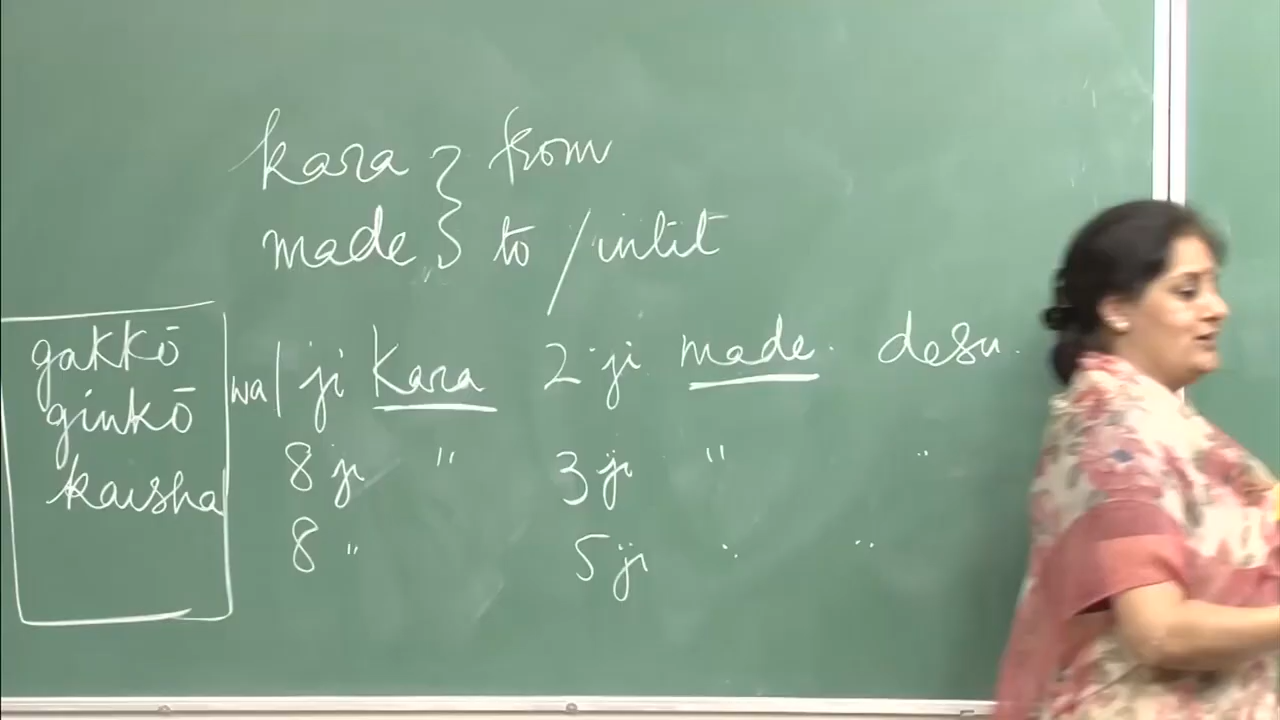 kara } from
made } to / intil
gakkō wa 1 ji kara 2 ji made. desu.
ginkō 8 ji " 3 ji " "
kaisha 8 " 5 ji " "